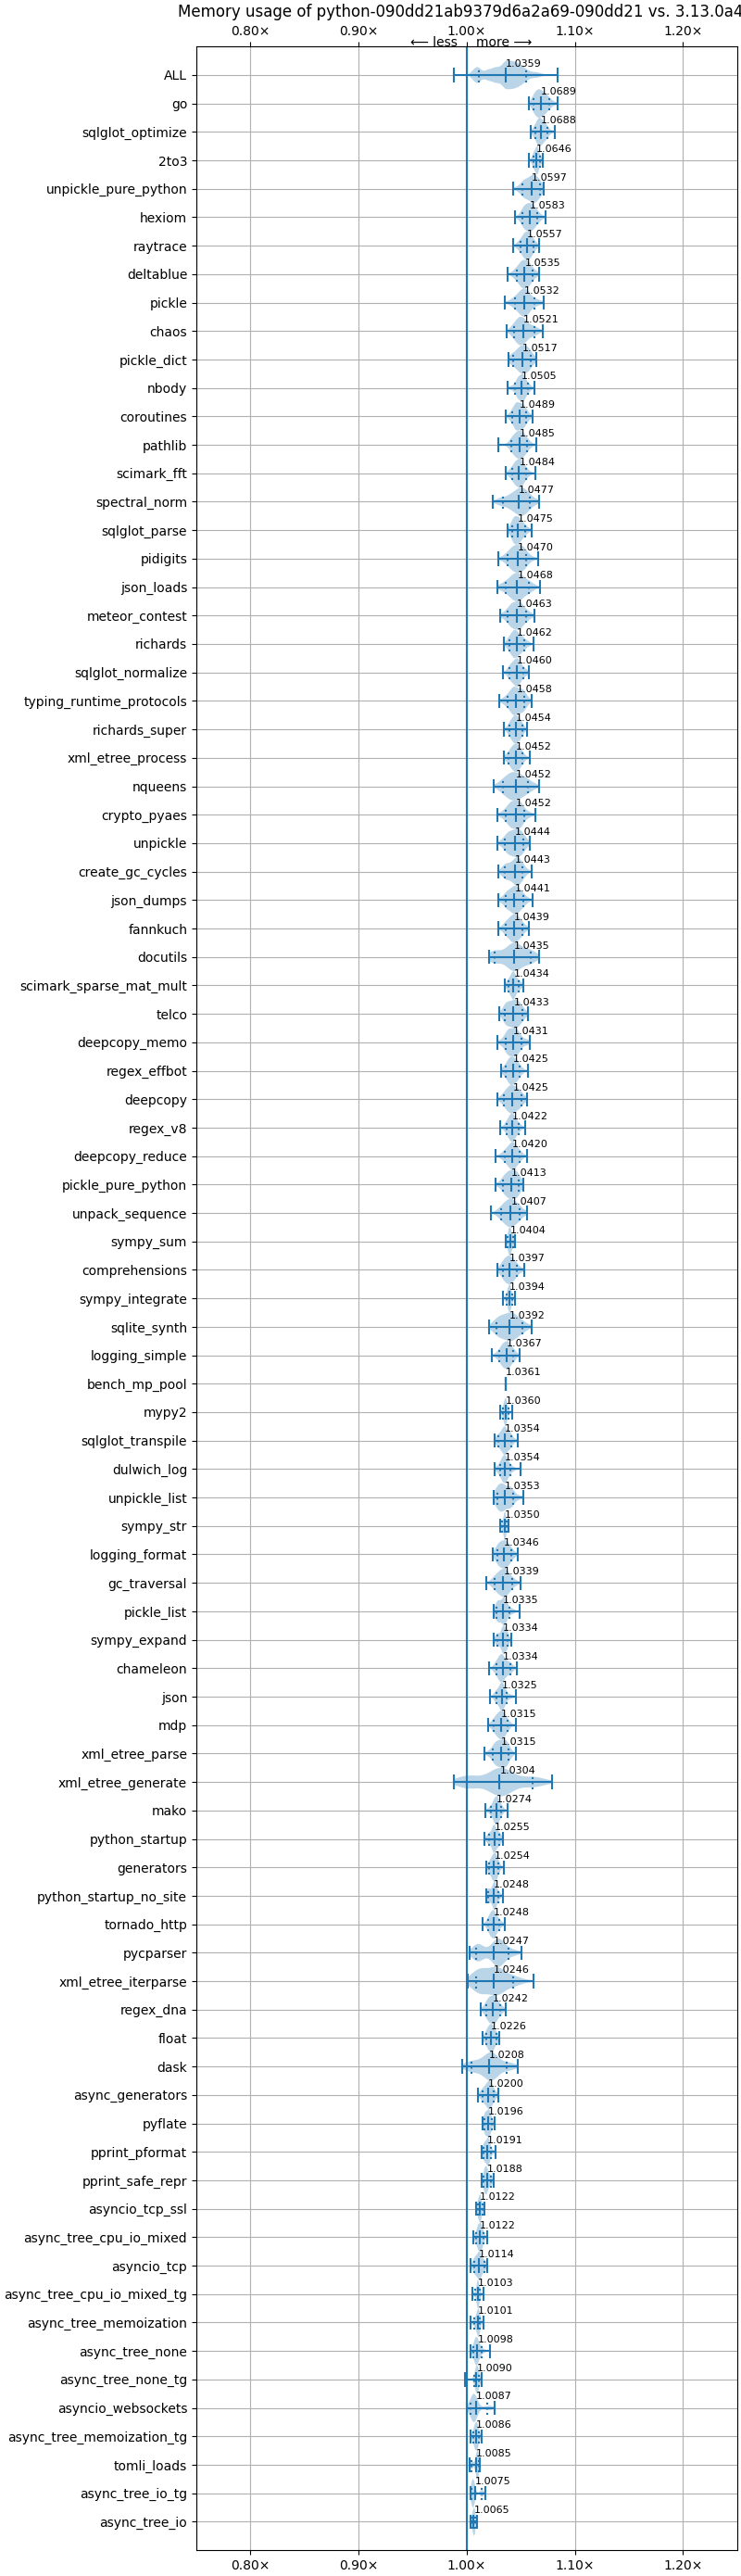 Memory usage of python-090dd21ab9379d6a2a69-090dd21 vs. 3.13.0a4
0.80× 0.90× 1.00× 1.10× 1.20×
⟵ less more ⟶
ALL 1.0359
go 1.0689
sqlglot_optimize 1.0688
2to3 1.0646
unpickle_pure_python 1.0597
hexiom 1.0583
raytrace 1.0557
deltablue 1.0535
pickle 1.0532
chaos 1.0521
pickle_dict 1.0517
nbody 1.0505
coroutines 1.0489
pathlib 1.0485
scimark_fft 1.0484
spectral_norm 1.0477
sqlglot_parse 1.0475
pidigits 1.0470
json_loads 1.0468
meteor_contest 1.0463
richards 1.0462
sqlglot_normalize 1.0460
typing_runtime_protocols 1.0458
richards_super 1.0454
xml_etree_process 1.0452
nqueens 1.0452
crypto_pyaes 1.0452
unpickle 1.0444
create_gc_cycles 1.0443
json_dumps 1.0441
fannkuch 1.0439
docutils 1.0435
scimark_sparse_mat_mult 1.0434
telco 1.0433
deepcopy_memo 1.0431
regex_effbot 1.0425
deepcopy 1.0425
regex_v8 1.0422
deepcopy_reduce 1.0420
pickle_pure_python 1.0413
unpack_sequence 1.0407
sympy_sum 1.0404
comprehensions 1.0397
sympy_integrate 1.0394
sqlite_synth 1.0392
logging_simple 1.0367
bench_mp_pool 1.0361
mypy2 1.0360
sqlglot_transpile 1.0354
dulwich_log 1.0354
unpickle_list 1.0353
sympy_str 1.0350
logging_format 1.0346
gc_traversal 1.0339
pickle_list 1.0335
sympy_expand 1.0334
chameleon 1.0334
json 1.0325
mdp 1.0315
xml_etree_parse 1.0315
xml_etree_generate 1.0304
mako 1.0274
python_startup 1.0255
generators 1.0254
python_startup_no_site 1.0248
tornado_http 1.0248
pycparser 1.0247
xml_etree_iterparse 1.0246
regex_dna 1.0242
float 1.0226
dask 1.0208
async_generators 1.0200
pyflate 1.0196
pprint_pformat 1.0191
pprint_safe_repr 1.0188
asyncio_tcp_ssl 1.0122
async_tree_cpu_io_mixed 1.0122
asyncio_tcp 1.0114
async_tree_cpu_io_mixed_tg 1.0103
async_tree_memoization 1.0101
async_tree_none 1.0098
async_tree_none_tg 1.0090
asyncio_websockets 1.0087
async_tree_memoization_tg 1.0086
tomli_loads 1.0085
async_tree_io_tg 1.0075
async_tree_io 1.0065
0.80× 0.90× 1.00× 1.10× 1.20×